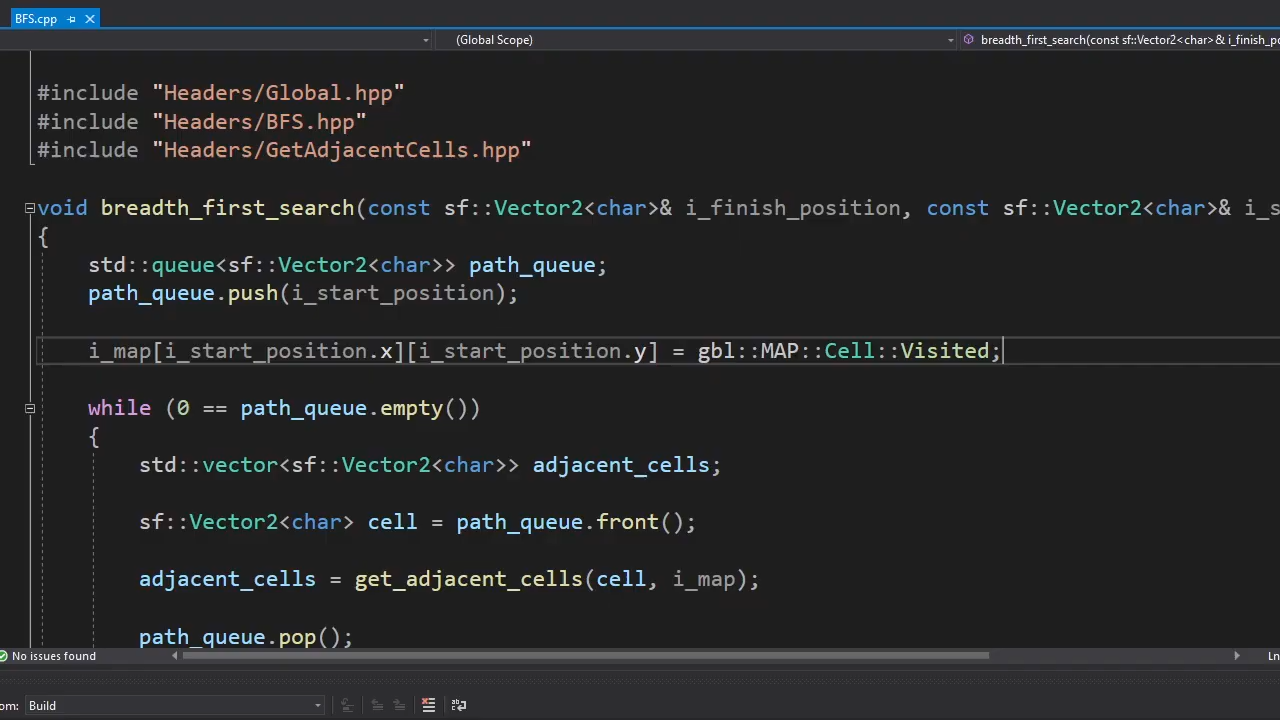 BFS.cpp
(Global Scope)
breadth_first_search(const sf::Vector2<char>& i_finish_po
#include "Headers/Global.hpp"
#include "Headers/BFS.hpp"
#include "Headers/GetAdjacentCells.hpp"
void breadth_first_search(const sf::Vector2<char>& i_finish_position, const sf::Vector2<char>& i_s
{
std::queue<sf::Vector2<char>> path_queue;
path_queue.push(i_start_position);
i_map[i_start_position.x][i_start_position.y] = gbl::MAP::Cell::Visited;
while (0 == path_queue.empty())
{
std::vector<sf::Vector2<char>> adjacent_cells;
sf::Vector2<char> cell = path_queue.front();
adjacent_cells = get_adjacent_cells(cell, i_map);
path_queue.pop();
No issues found
Ln
om: Build